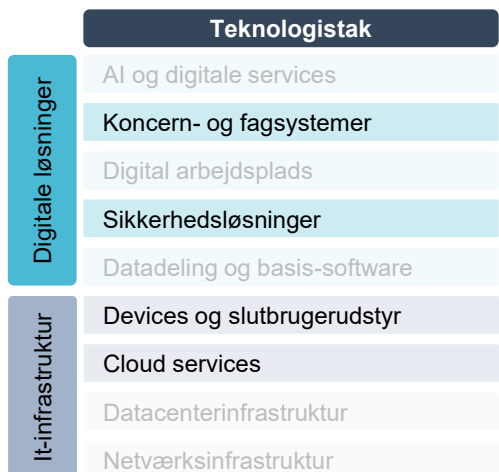 Teknologistak
Digitale løsninger
AI og digitale services
Koncern- og fagsystemer
Digital arbejdsplads
Sikkerhedsløsninger
Datadeling og basis-software
It-infrastruktur
Devices og slutbrugerudstyr
Cloud services
Datacenterinfrastruktur
Netværksinfrastruktur